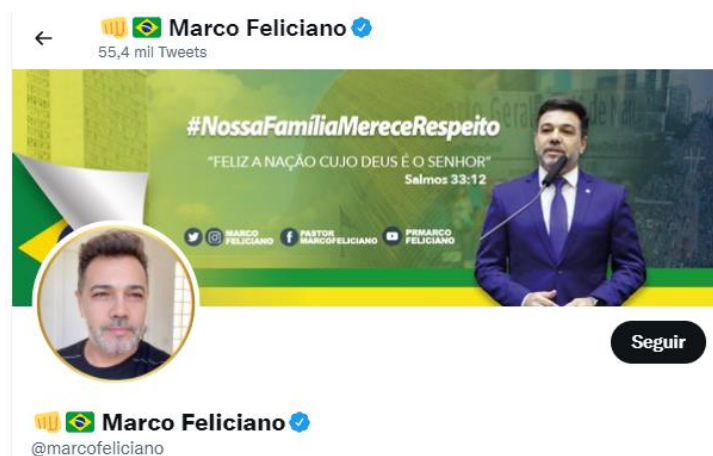 Marco Feliciano
55,4 mil Tweets
#NossaFamíliaMereceRespeito
"FELIZ A NAÇÃO CUJO DEUS É O SENHOR"
Salmos 33:12
MARCO FELICIANO
PASTOR MARCOFELICIANO
PRMARCO FELICIANO
Seguir
Marco Feliciano
@marcofeliciano